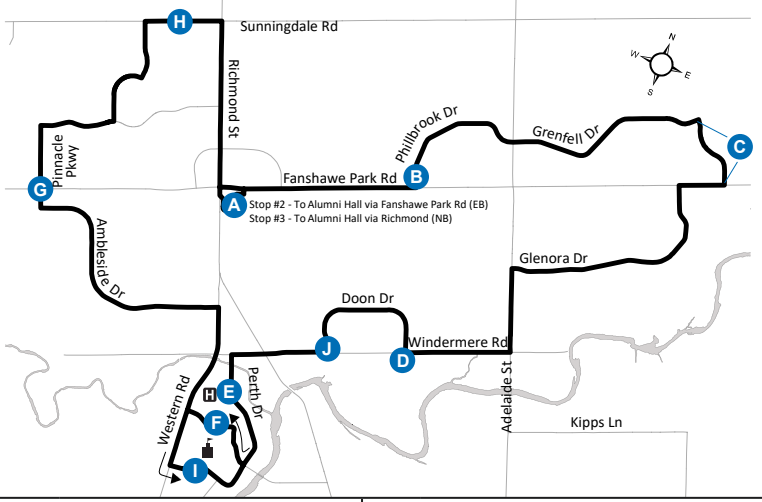 H
Sunningdale Rd
Richmond St
N
W
E
S
Phillbrook Dr
Grenfell Dr
C
Pinnacle
Pkwy
B
Fanshawe Park Rd
G
A
Stop #2 - To Alumni Hall via Fanshawe Park Rd (EB)
Stop #3 - To Alumni Hall via Richmond (NB)
Ambleside Dr
Glenora Dr
Doon Dr
J
D
Windermere Rd
Western Rd
H
E
Perth Dr
Adelaide St
F
Kipps Ln
I